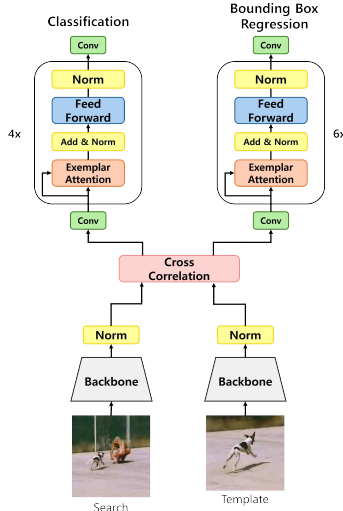 Classification
Bounding Box
Regression
Conv
Conv
Norm
Norm
Feed
Forward
Feed
Forward
4x
6x
Add & Norm
Add & Norm
Exemplar
Attention
Exemplar
Attention
Conv
Conv
Cross
Correlation
Norm
Norm
Backbone
Backbone
Search
Template